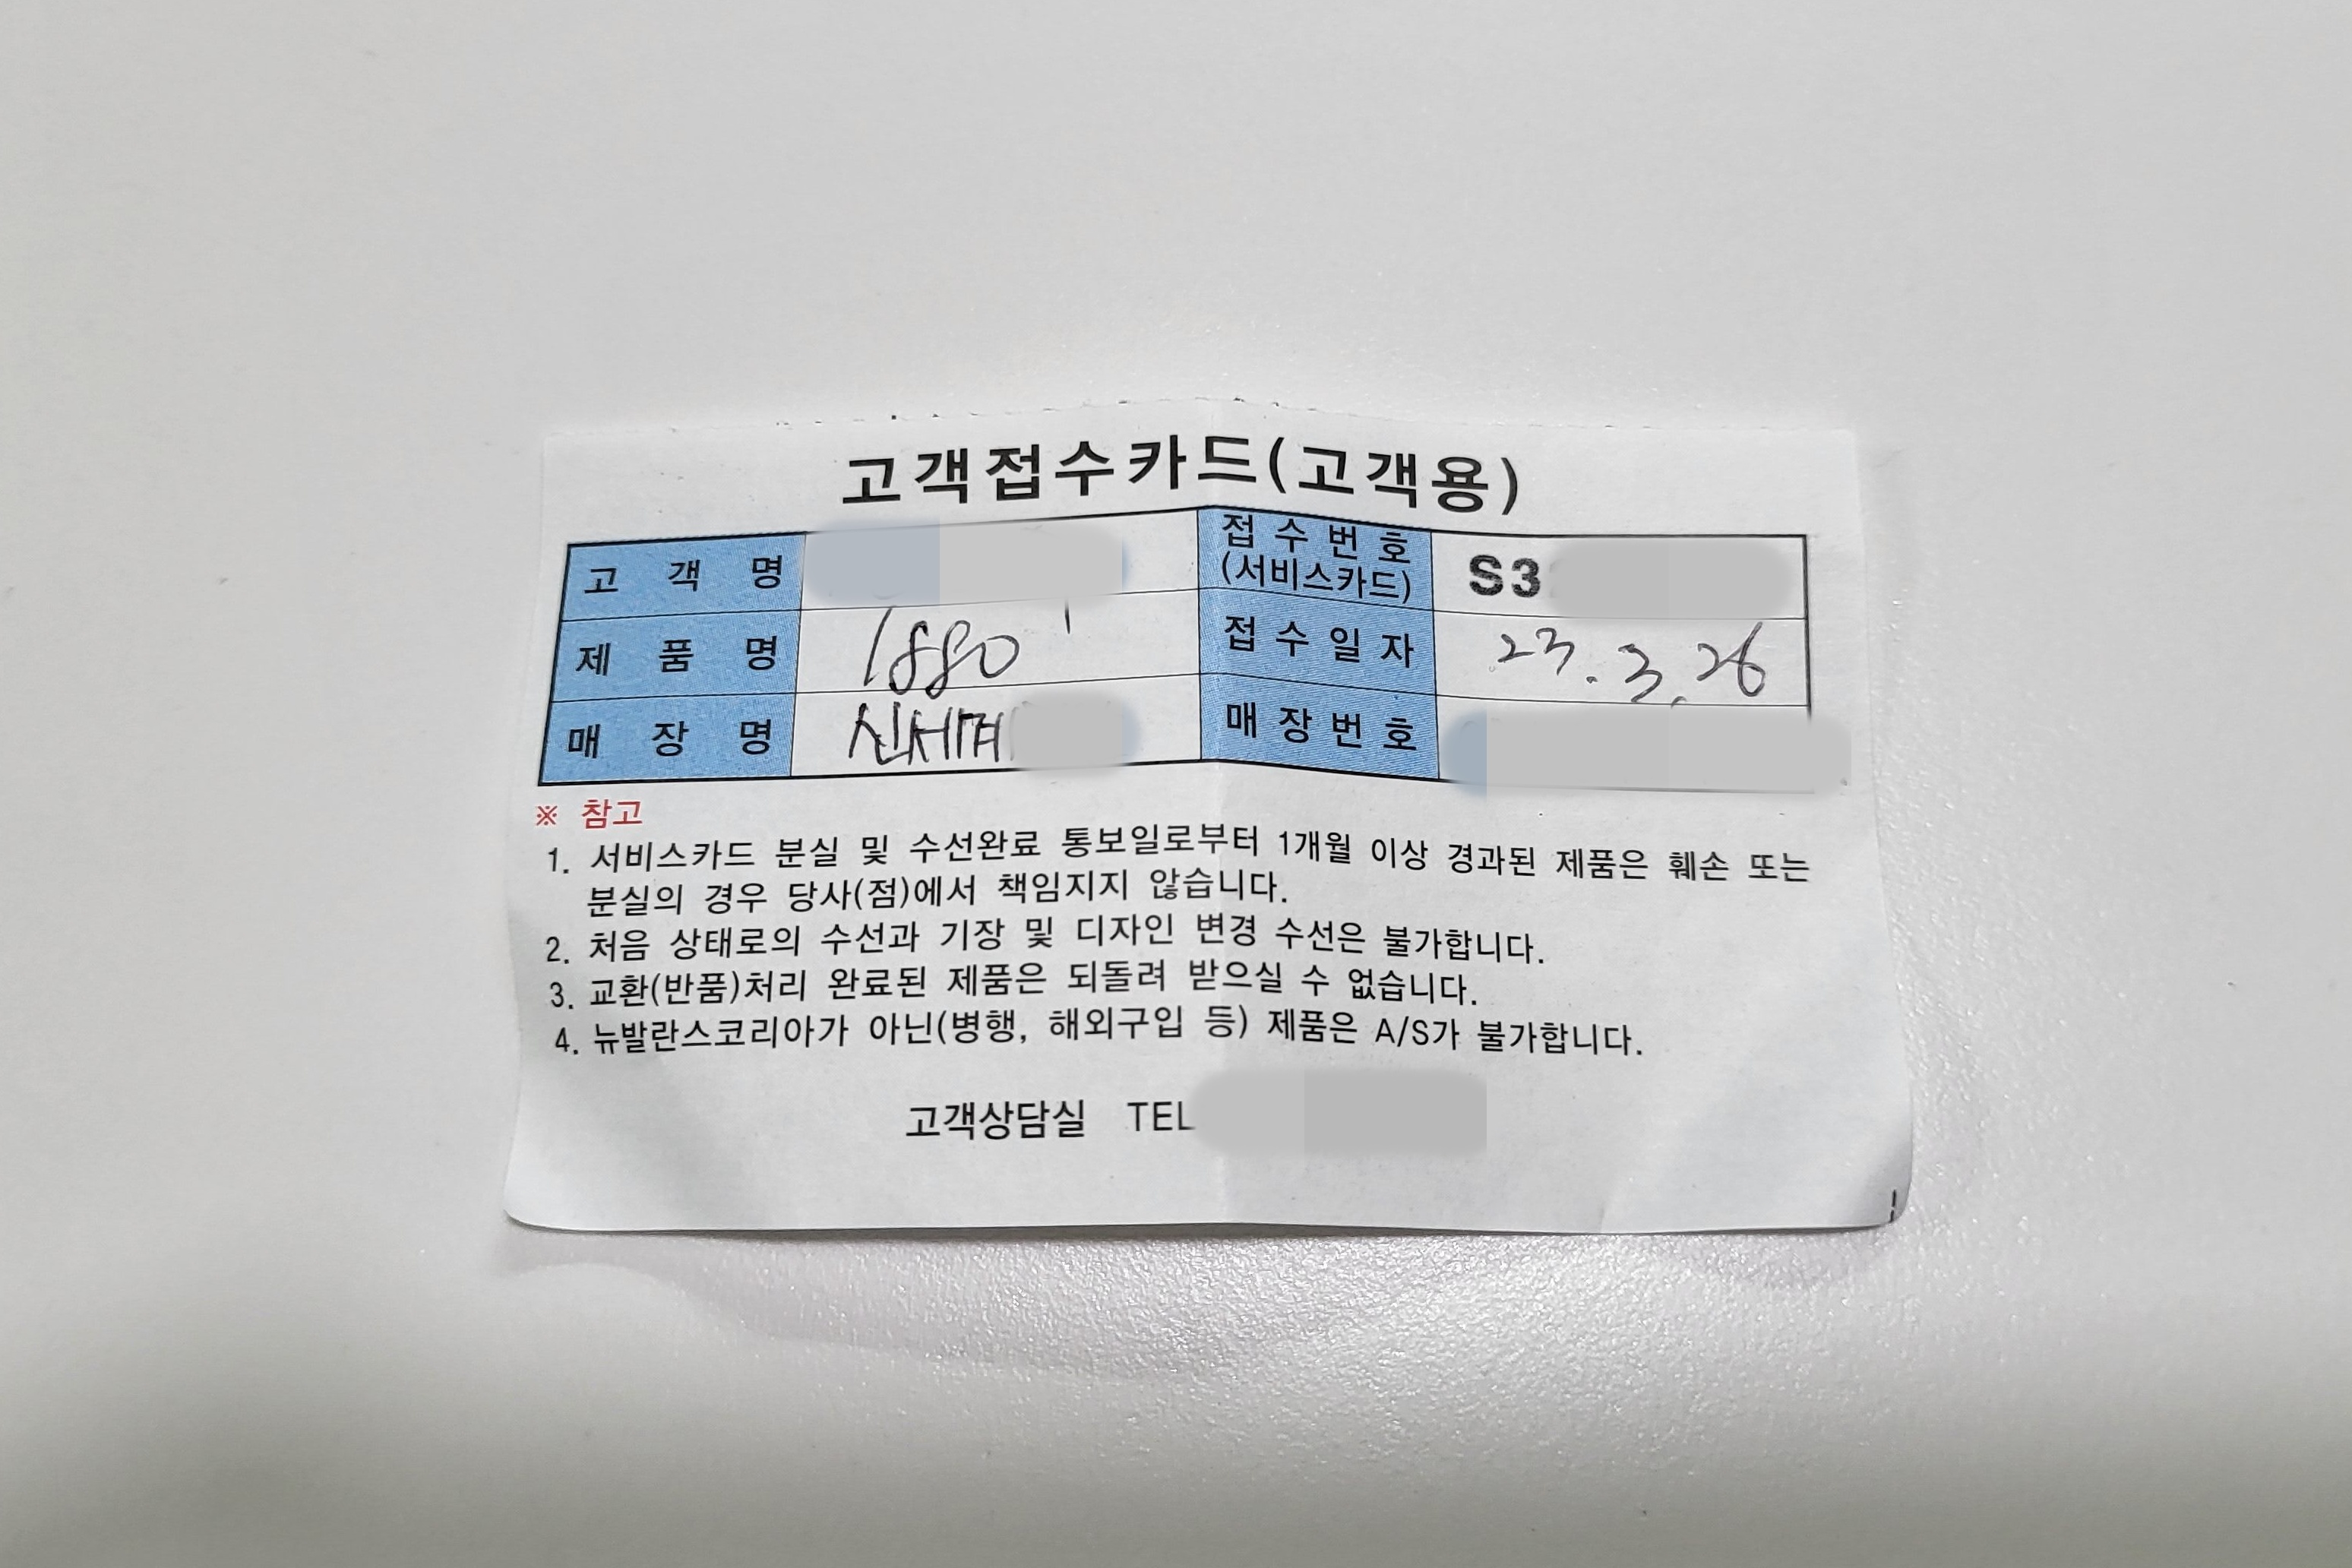 고객접수카드(고객용)
고 객 명 접 수 번 호 (서비스카드) S3
제 품 명 1880 접 수 일 자 23. 3. 26
매 장 명 신세계 매 장 번 호
※ 참고
1. 서비스카드 분실 및 수선완료 통보일로부터 1개월 이상 경과된 제품은 훼손 또는
분실의 경우 당사(점)에서 책임지지 않습니다.
2. 처음 상태로의 수선과 기장 및 디자인 변경 수선은 불가합니다.
3. 교환(반품)처리 완료된 제품은 되돌려 받으실 수 없습니다.
4. 뉴발란스코리아가 아닌(병행, 해외구입 등) 제품은 A/S가 불가합니다.
고객상담실 TEL